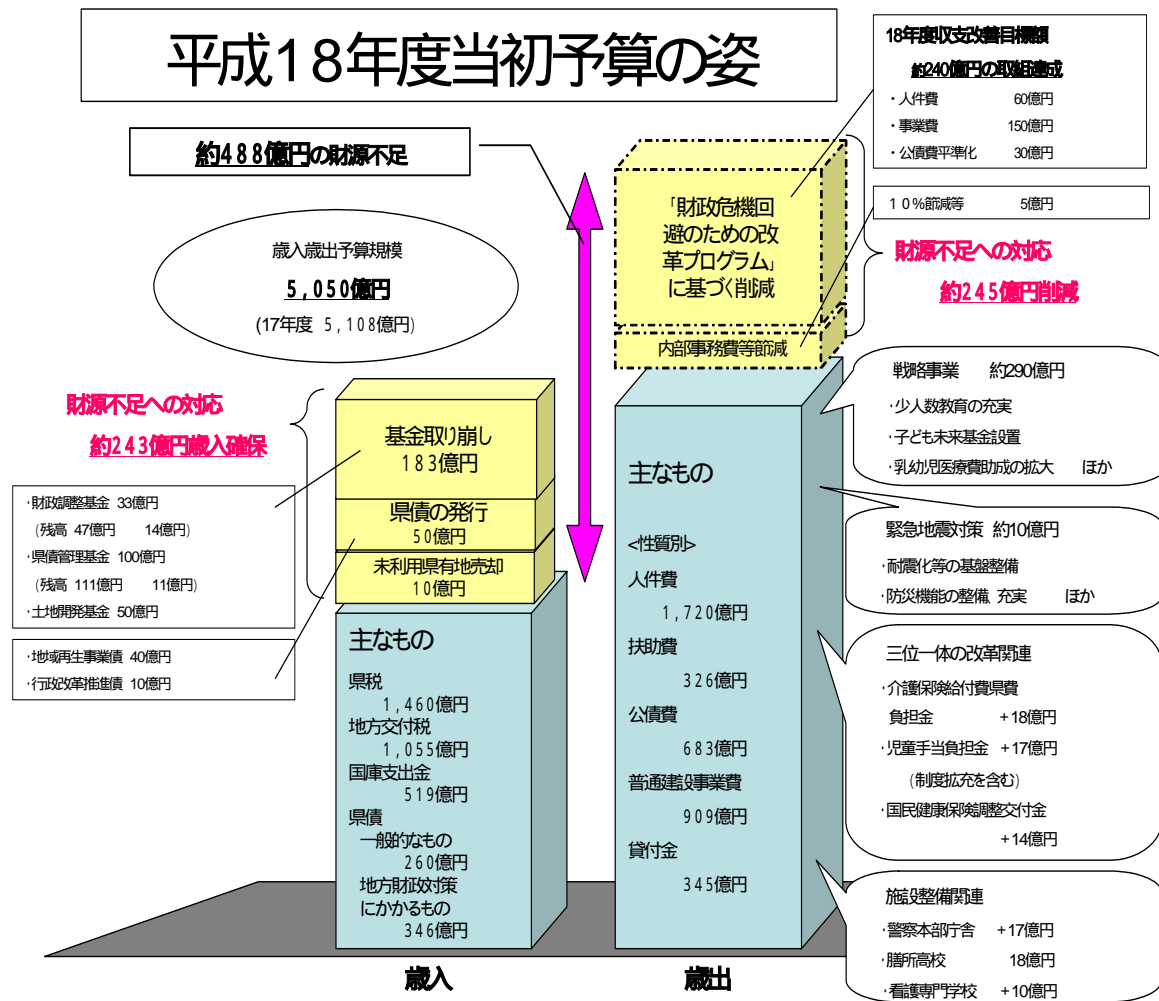 平成18年度当初予算の姿
18年度収支改善目標額
約240億円の取組達成
・人件費 60億円
・事業費 150億円
・公債費平準化 30億円
約488億円の財源不足
10%節減等 5億円
「財政危機回
避のための改
革プログラム」
に基づく削減
内部事務費等節減
財源不足への対応
約245億円削減
歳入歳出予算規模
5,050億円
(17年度 5,108億円)
財源不足への対応
約243億円歳入確保
基金取り崩し
183億円
県債の発行
50億円
未利用県有地売却
10億円
・財政調整基金 33億円
(残高 47億円 14億円)
・県債管理基金 100億円
(残高 111億円 11億円)
・土地開発基金 50億円
・地域再生事業債 40億円
・行政改革推進債 10億円
主なもの
県税
1,460億円
地方交付税
1,055億円
国庫支出金
519億円
県債
一般的なもの
260億円
地方財政対策
にかかるもの
346億円
歳入
主なもの
<性質別>
人件費
1,720億円
扶助費
326億円
公債費
683億円
普通建設事業費
909億円
貸付金
345億円
歳出
戦略事業 約290億円
・少人数教育の充実
・子ども未来基金設置
・乳幼児医療費助成の拡大 ほか
緊急地震対策 約10億円
・耐震化等の基盤整備
・防災機能の整備、充実 ほか
三位一体の改革関連
・介護保険給付費県費
負担金 +18億円
・児童手当負担金 +17億円
(制度拡充を含む)
・国民健康保険調整交付金
+14億円
施設整備関連
・警察本部庁舎 +17億円
・膳所高校 18億円
・看護専門学校 +10億円